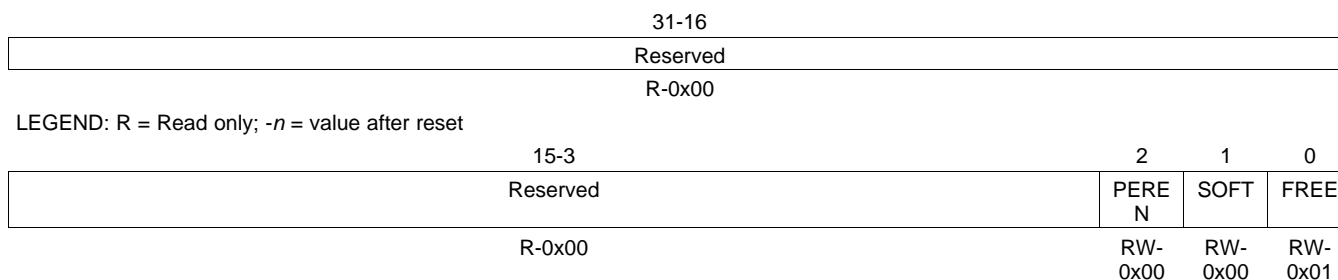 31-16
Reserved
R-0x00
LEGEND: R = Read only; -n = value after reset
15-3 2 1 0
Reserved PERE SOFT FREE
N
R-0x00 RW- RW- RW-
0x00 0x00 0x01